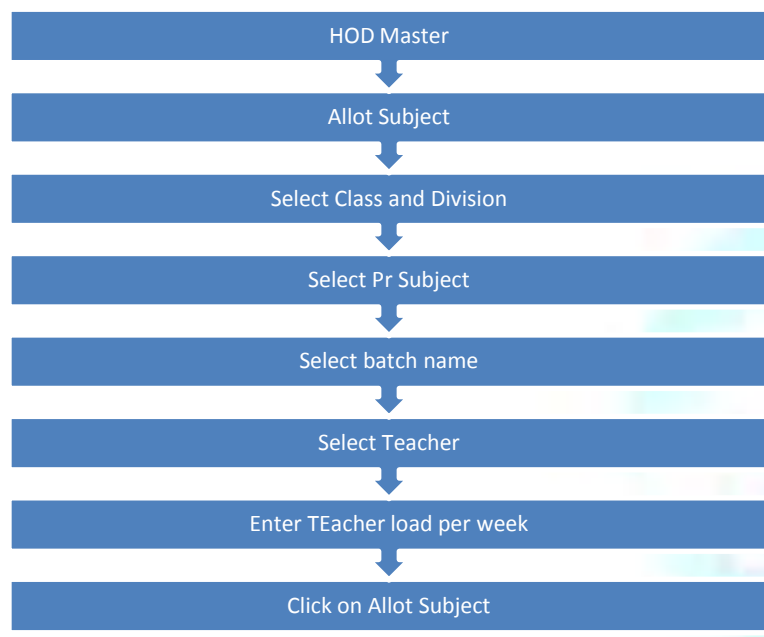 HOD Master
Allot Subject
Select Class and Division
Select Pr Subject
Select batch name
Select Teacher
Enter TEacher load per week
Click on Allot Subject